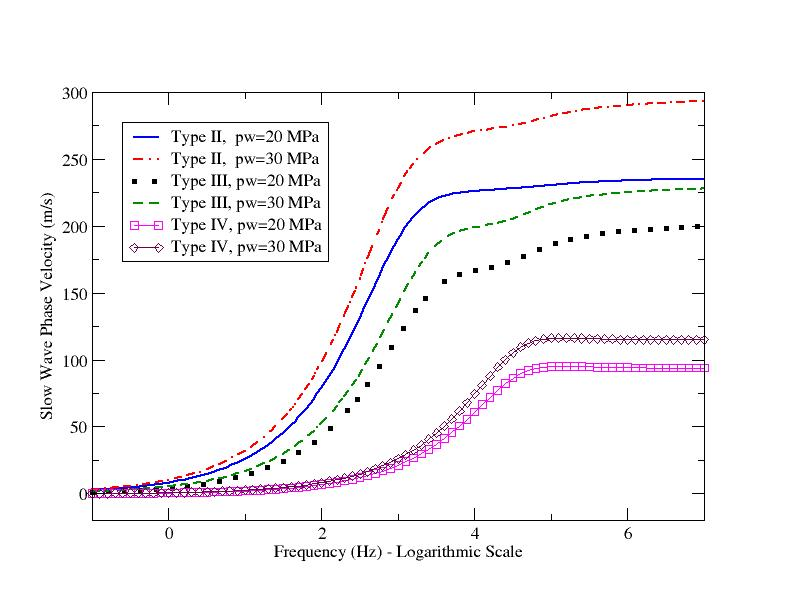 300
250
200
150
100
50
0
Slow Wave Phase Velocity (m/s)
Type II, pw=20 MPa
Type II, pw=30 MPa
Type III, pw=20 MPa
Type III, pw=30 MPa
Type IV, pw=20 MPa
Type IV, pw=30 MPa
0 2 4 6
Frequency (Hz) - Logarithmic Scale